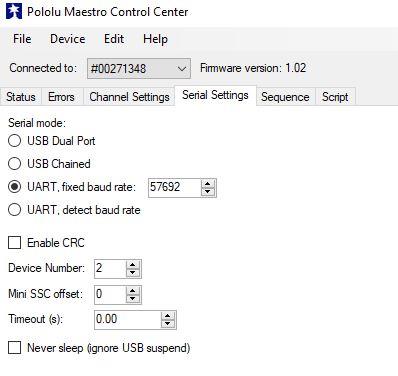 Pololu Maestro Control Center
File Device Edit Help
Connected to: #00271348 Firmware version: 1.02
Status Errors Channel Settings Serial Settings Sequence Script
Serial mode:
USB Dual Port
USB Chained
UART, fixed baud rate: 57692
UART, detect baud rate
Enable CRC
Device Number: 2
Mini SSC offset: 0
Timeout (s): 0.00
Never sleep (ignore USB suspend)